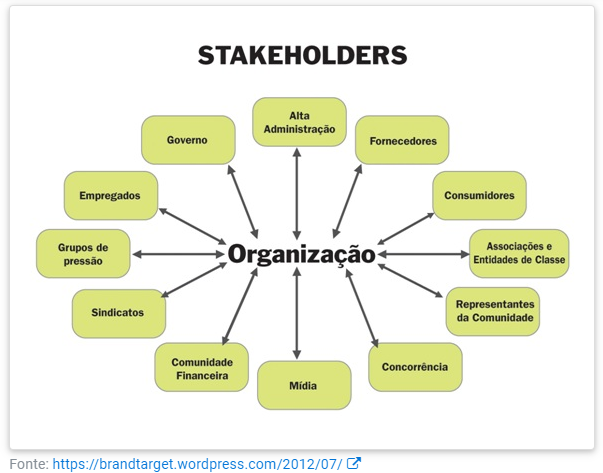 STAKEHOLDERS
Alta
Administração
Governo
Fornecedores
Empregados
Consumidores
Grupos de
pressão
Organização
Associações e
Entidades de Classe
Sindicatos
Representantes
da Comunidade
Comunidade
Financeira
Mídia
Concorrência
Fonte: https://brandtarget.wordpress.com/2012/07/